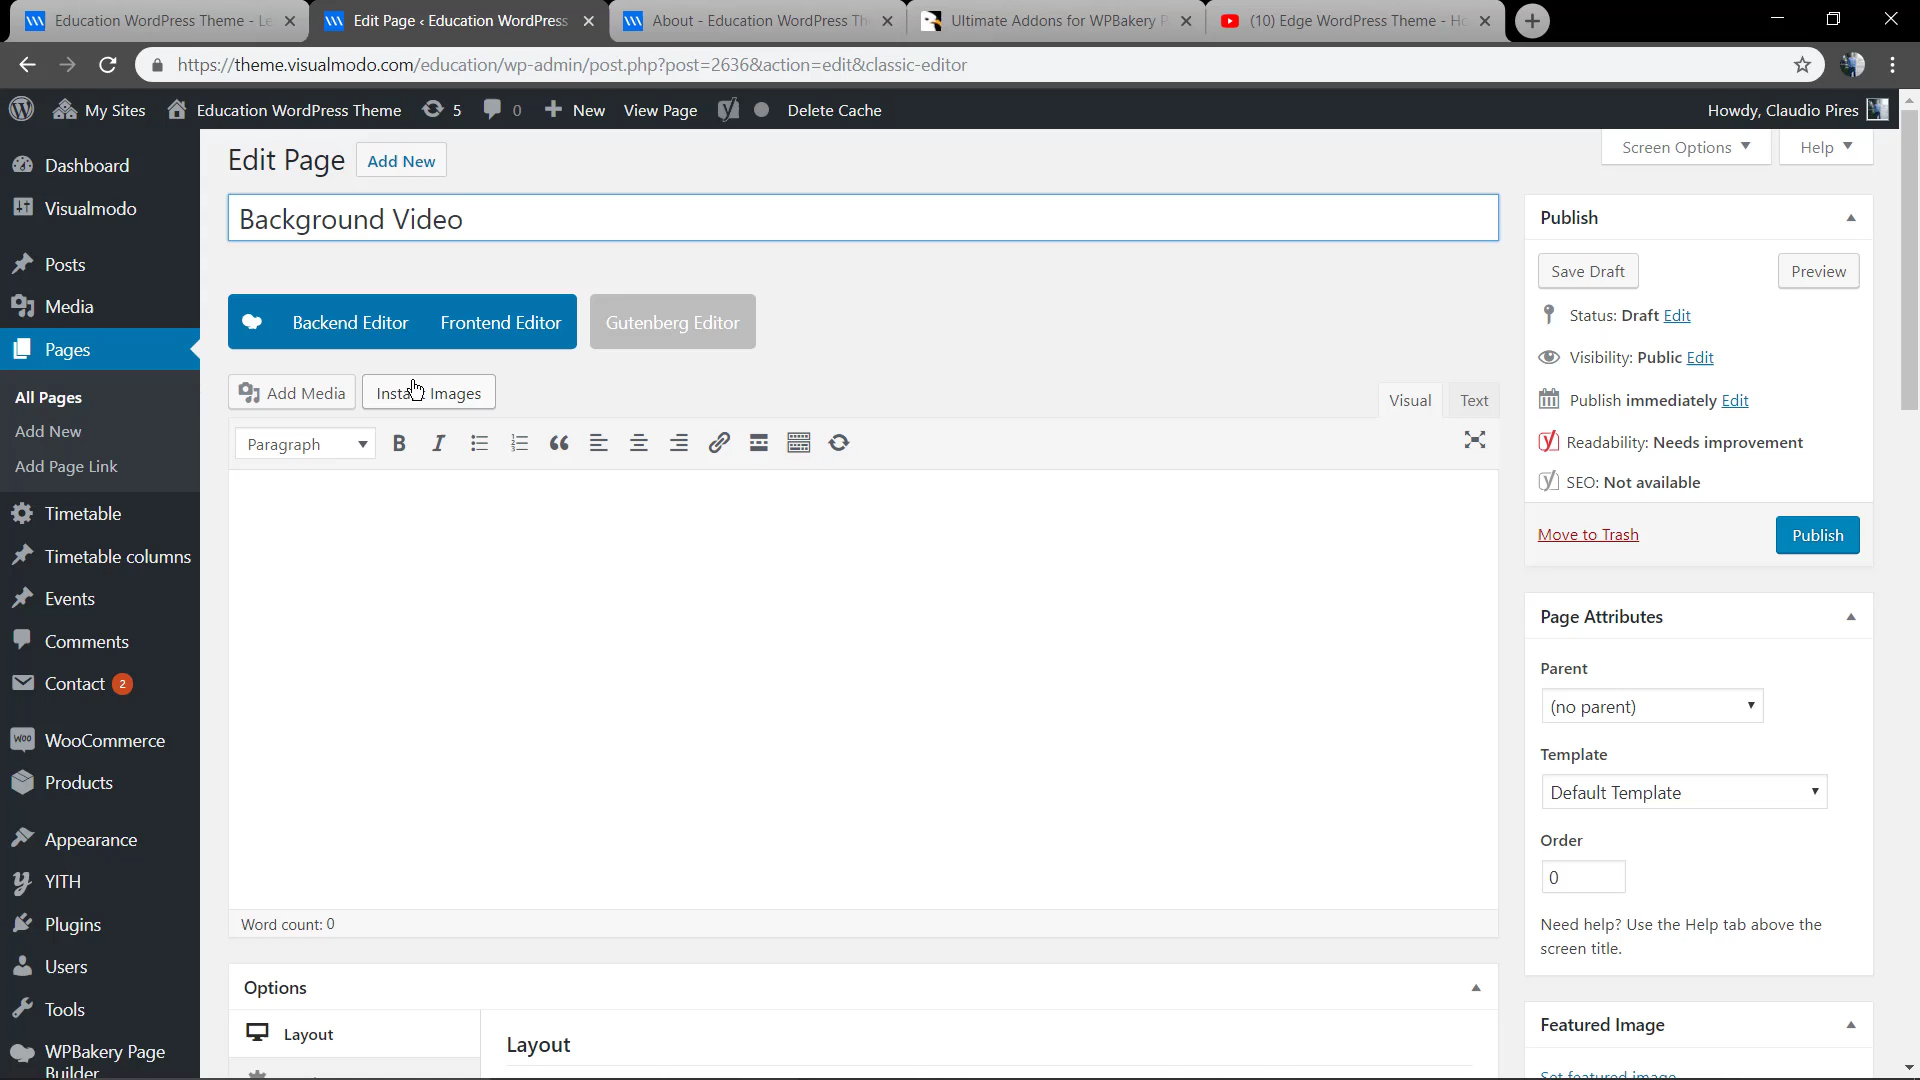 Education WordPress Theme - Le
Edit Page ‹ Education WordPress
About - Education WordPress Th
Ultimate Addons for WPBakery P
(10) Edge WordPress Theme - Ho
https://theme.visualmodo.com/education/wp-admin/post.php?post=2636&action=edit&classic-editor
My Sites
Education WordPress Theme
5
0
New
View Page
Delete Cache
Howdy, Claudio Pires
Dashboard
Visualmodo
Posts
Media
Pages
All Pages
Add New
Add Page Link
Timetable
Timetable columns
Events
Comments
Contact 2
WooCommerce
Products
Appearance
YITH
Plugins
Users
Tools
WPBakery Page
Builder
Edit Page
Add New
Screen Options
Help
Background Video
Backend Editor
Frontend Editor
Gutenberg Editor
Add Media
Images
Visual
Text
Paragraph
Word count: 0
Options
Layout
Layout
Publish
Save Draft
Preview
Status: Draft Edit
Visibility: Public Edit
Publish immediately Edit
Readability: Needs improvement
SEO: Not available
Move to Trash
Publish
Page Attributes
Parent
(no parent)
Template
Default Template
Order
0
Need help? Use the Help tab above the
screen title.
Featured Image
Set featured image